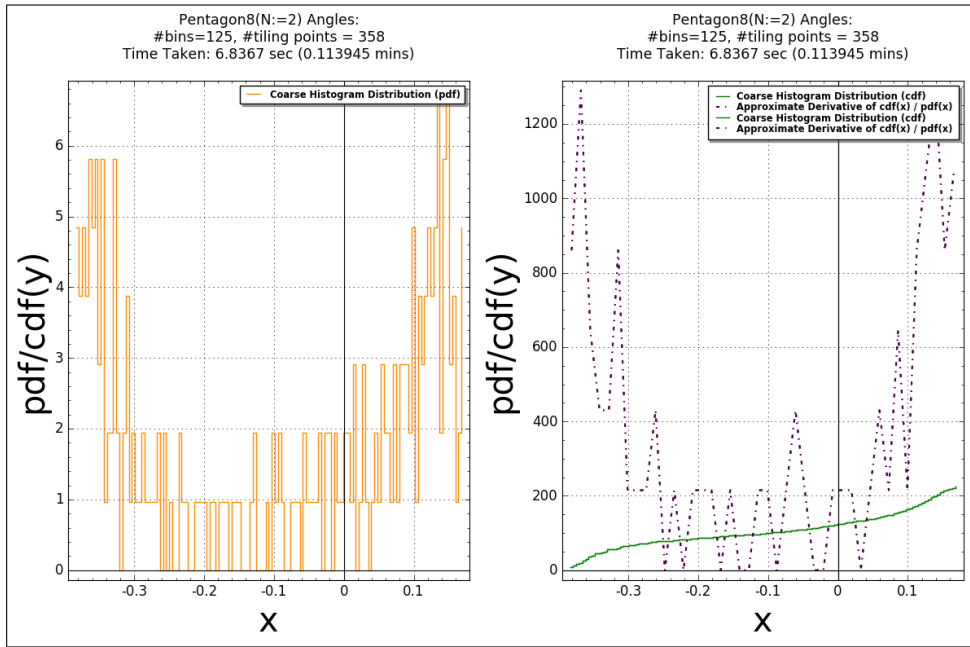 Pentagon8(N:=2) Angles:
#bins=125, #tiling points = 358
Time Taken: 6.8367 sec (0.113945 mins)
Coarse Histogram Distribution (pdf)
pdf/cdf(y)
6
5
4
3
2
1
0
-0.3
-0.2
-0.1
0
0.1
x
Pentagon8(N:=2) Angles:
#bins=125, #tiling points = 358
Time Taken: 6.8367 sec (0.113945 mins)
Coarse Histogram Distribution (cdf)
Approximate Derivative of cdf(x) / pdf(x)
Coarse Histogram Distribution (cdf)
Approximate Derivative of cdf(x) / pdf(x)
pdf/cdf(y)
1200
1000
800
600
400
200
0
-0.3
-0.2
-0.1
0
0.1
x